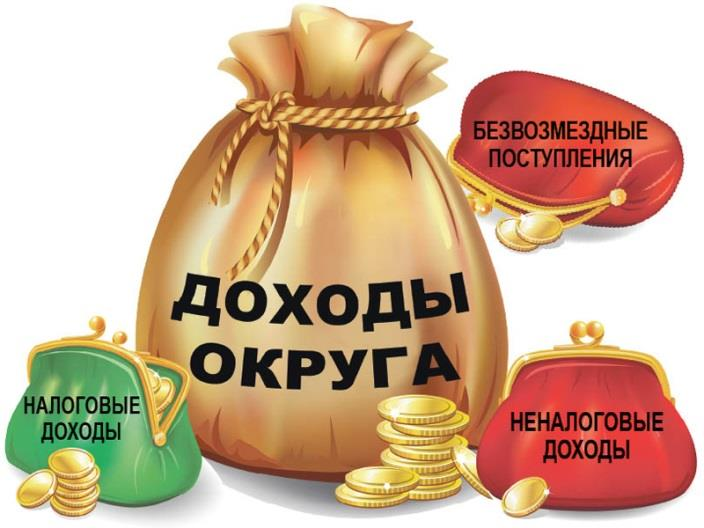 БЕЗВОЗМЕЗДНЫЕ
ПОСТУПЛЕНИЯ
ДОХОДЫ
ОКРУГА
НАЛОГОВЫЕ
ДОХОДЫ
НЕНАЛОГОВЫЕ
ДОХОДЫ